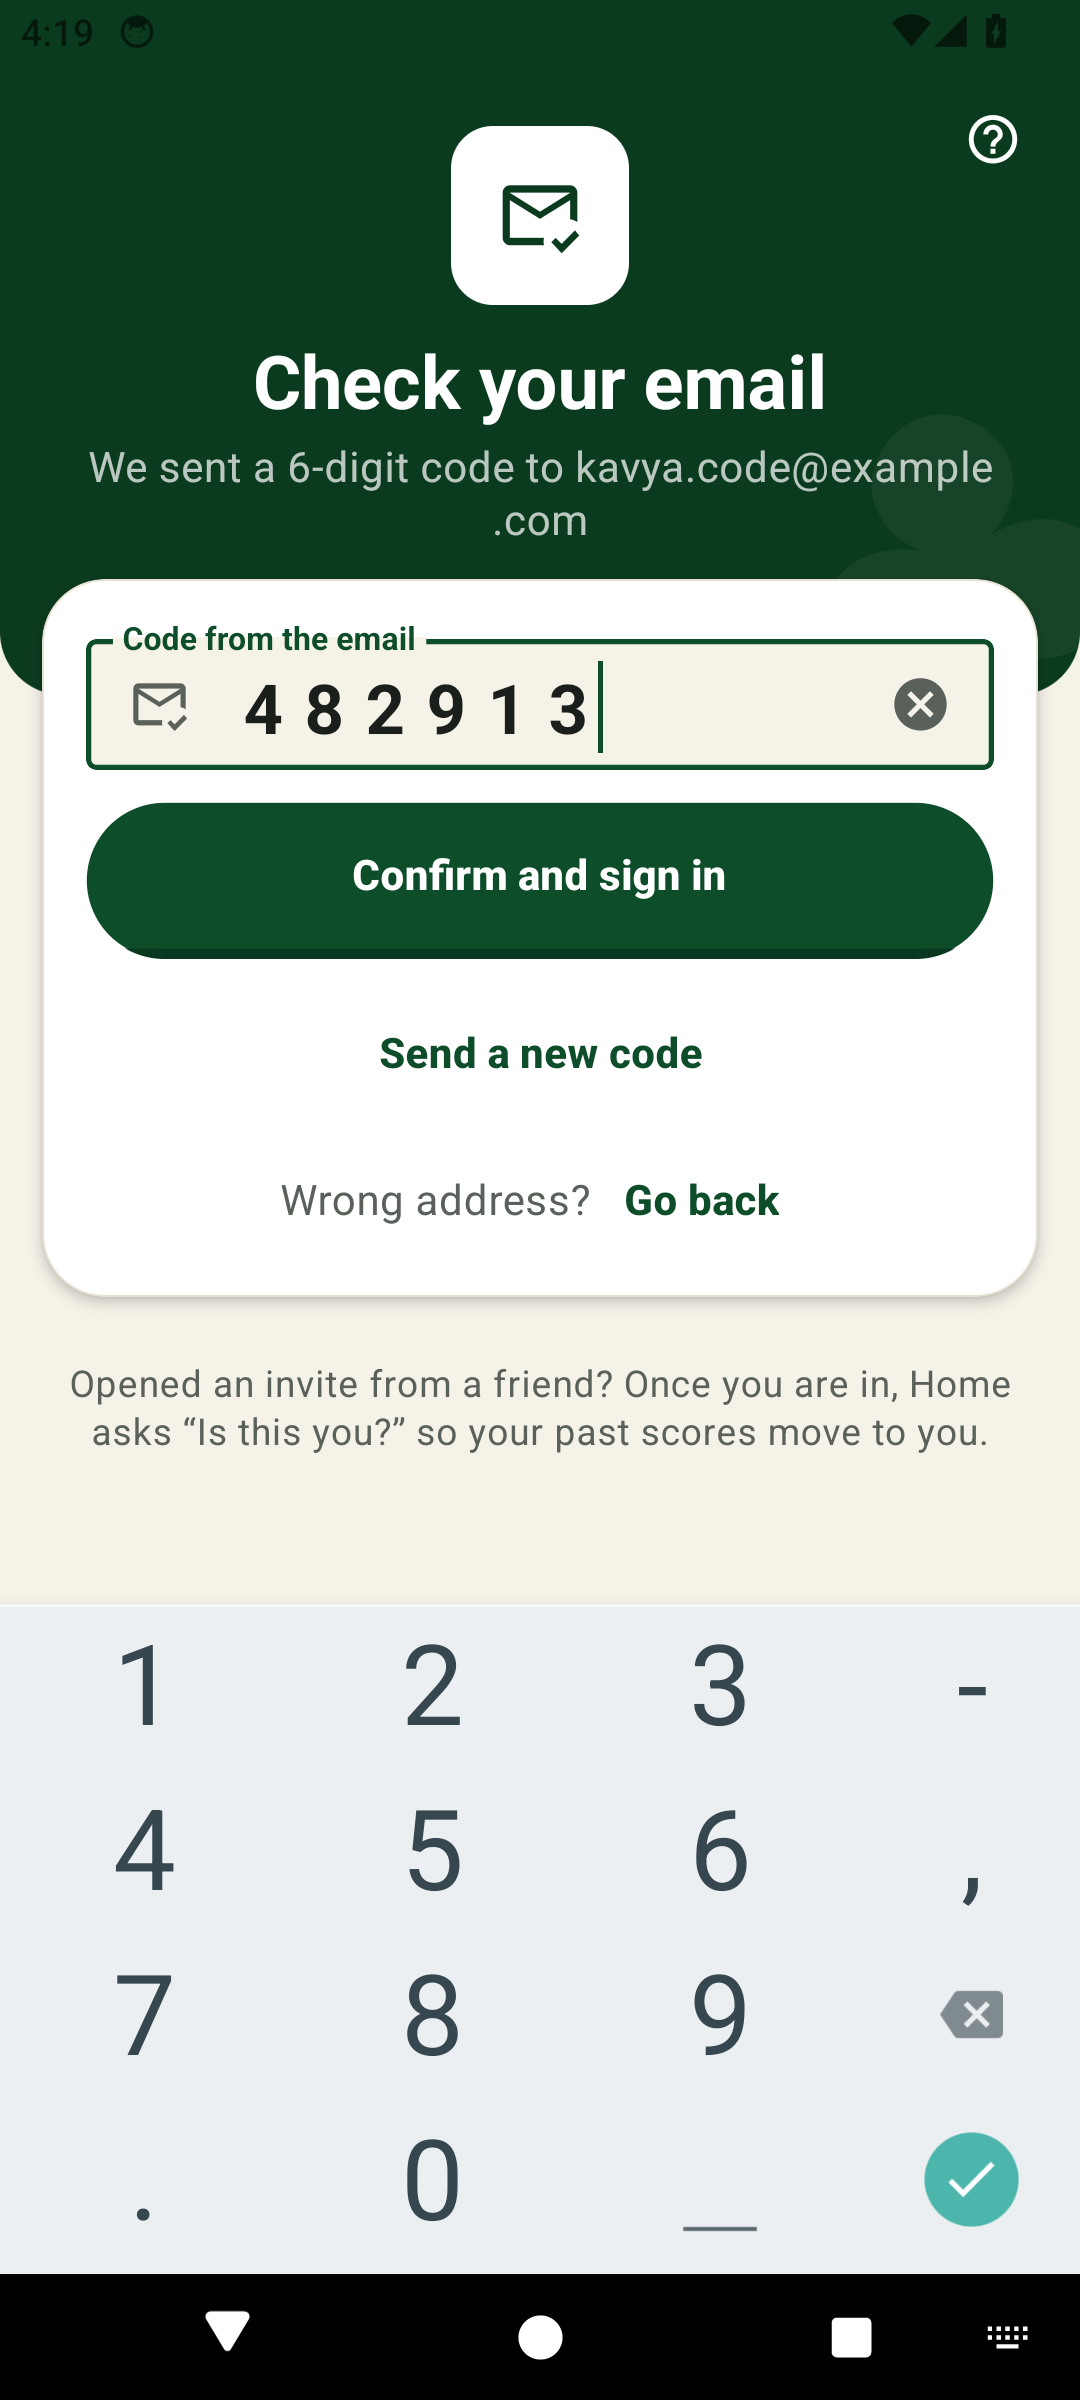 4:19
Check your email
We sent a 6-digit code to kavya.code@example
.com
Code from the email
4 8 2 9 1 3
Confirm and sign in
Send a new code
Wrong address? Go back
Opened an invite from a friend? Once you are in, Home
asks “Is this you?” so your past scores move to you.
1 2 3 -
4 5 6 ,
7 8 9
. 0 _